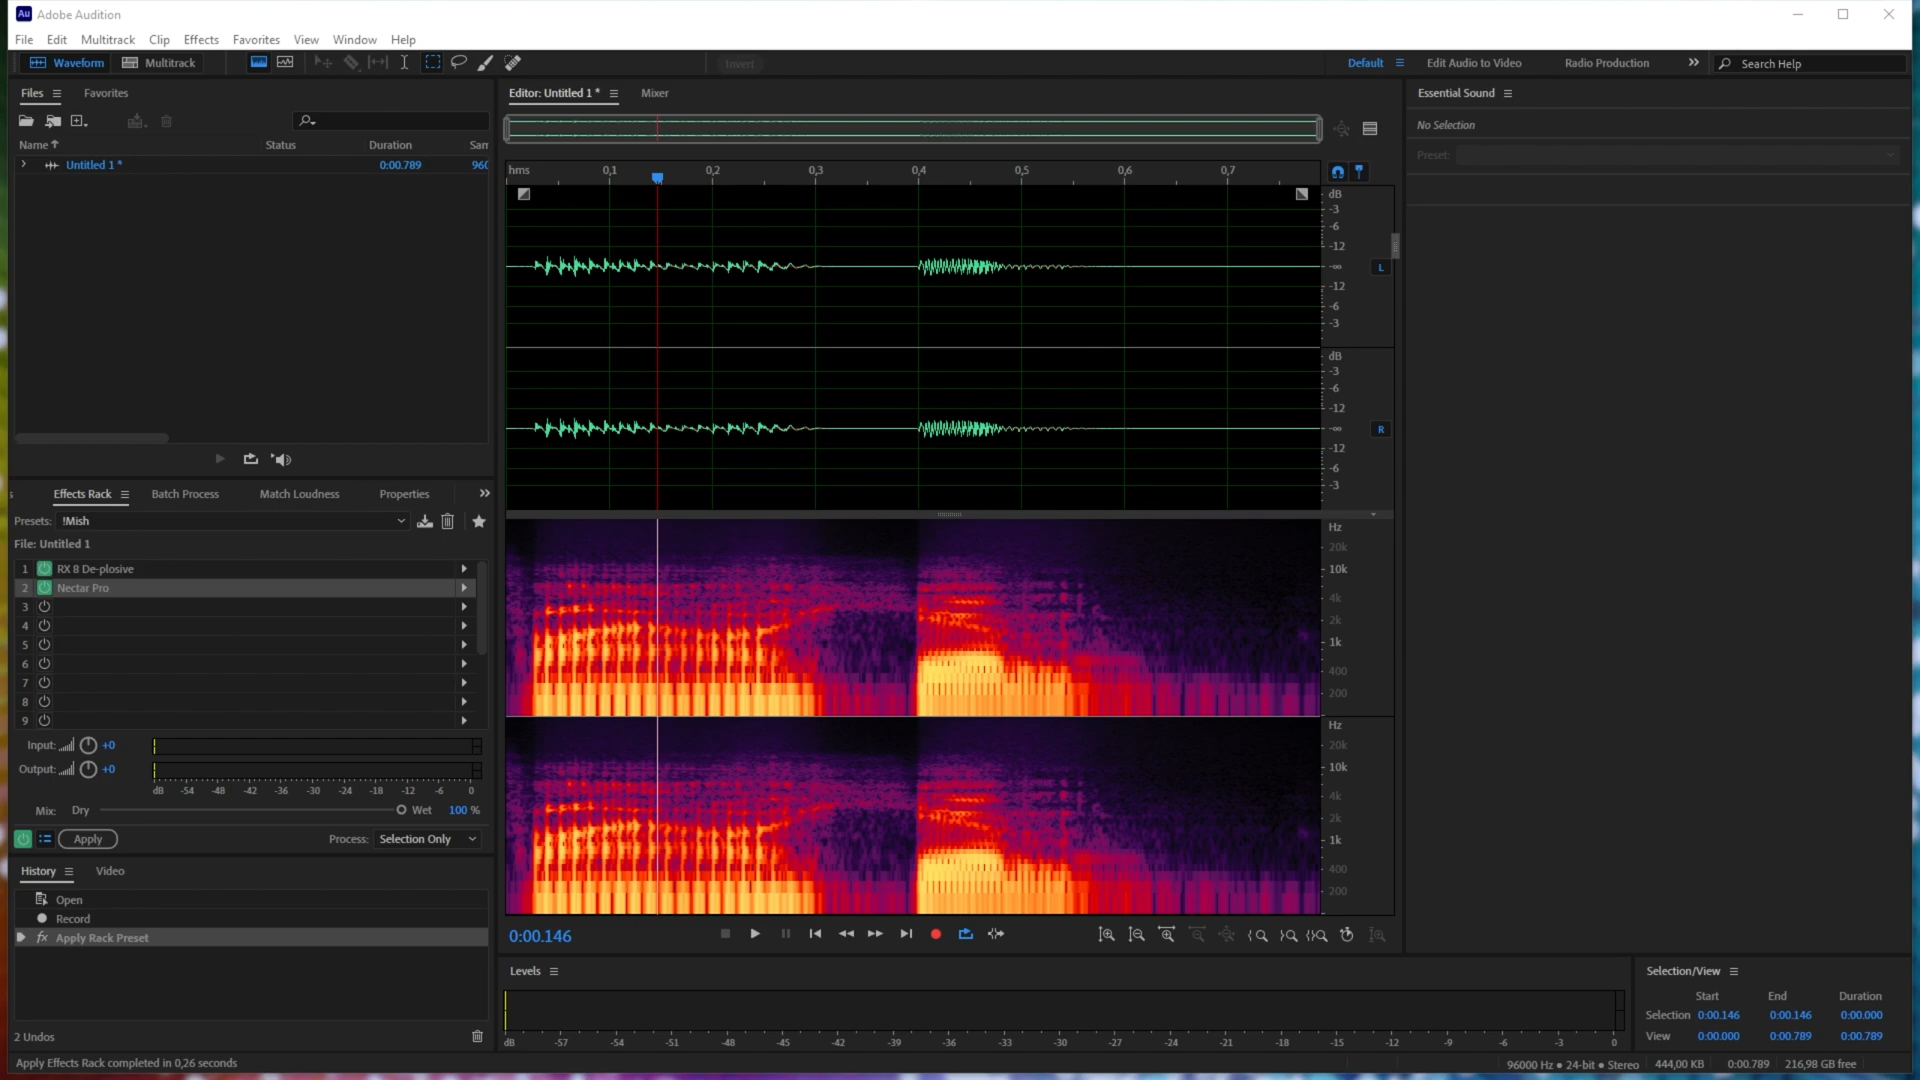 Au Adobe Audition
File Edit Multitrack Clip Effects Favorites View Window Help
Waveform Multitrack Invert Default Edit Audio to Video Radio Production Search Help
Files Favorites
Name Status Duration Sam
Untitled 1 * 0:00.789 960
Editor: Untitled 1 * Mixer
hms 0,1 0,2 0,3 0,4 0,5 0,6 0,7
dB
-3
-6
-12
-∞
L
-12
-6
-3
dB
-3
-6
-12
-∞
R
-12
-6
-3
Hz
20k
10k
4k
2k
1k
400
200
Hz
20k
10k
4k
2k
1k
400
200
Essential Sound
No Selection
Preset:
s Effects Rack Batch Process Match Loudness Properties
Presets: !Mish
File: Untitled 1
1 RX 8 De-plosive
2 Nectar Pro
3
4
5
6
7
8
9
Input: +0
Output: +0
dB -54 -48 -42 -36 -30 -24 -18 -12 -6 0
Mix: Dry Wet 100 %
Apply Process: Selection Only
History Video
Open
Record
fx Apply Rack Preset
2 Undos
0:00.146
Levels
dB -57 -54 -51 -48 -45 -42 -39 -36 -33 -30 -27 -24 -21 -18 -15 -12 -9 -6 -3 0
Selection/View
Start End Duration
Selection 0:00.146 0:00.146 0:00.000
View 0:00.000 0:00.789 0:00.789
Apply Effects Rack completed in 0,26 seconds
96000 Hz ● 24-bit ● Stereo 444,00 KB 0:00.789 216,98 GB free